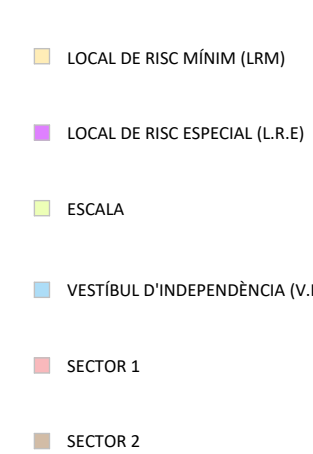 LOCAL DE RISC MÍNIM (LRM)
LOCAL DE RISC ESPECIAL (L.R.E)
ESCALA
VESTÍBUL D'INDEPENDÈNCIA (V.
SECTOR 1
SECTOR 2